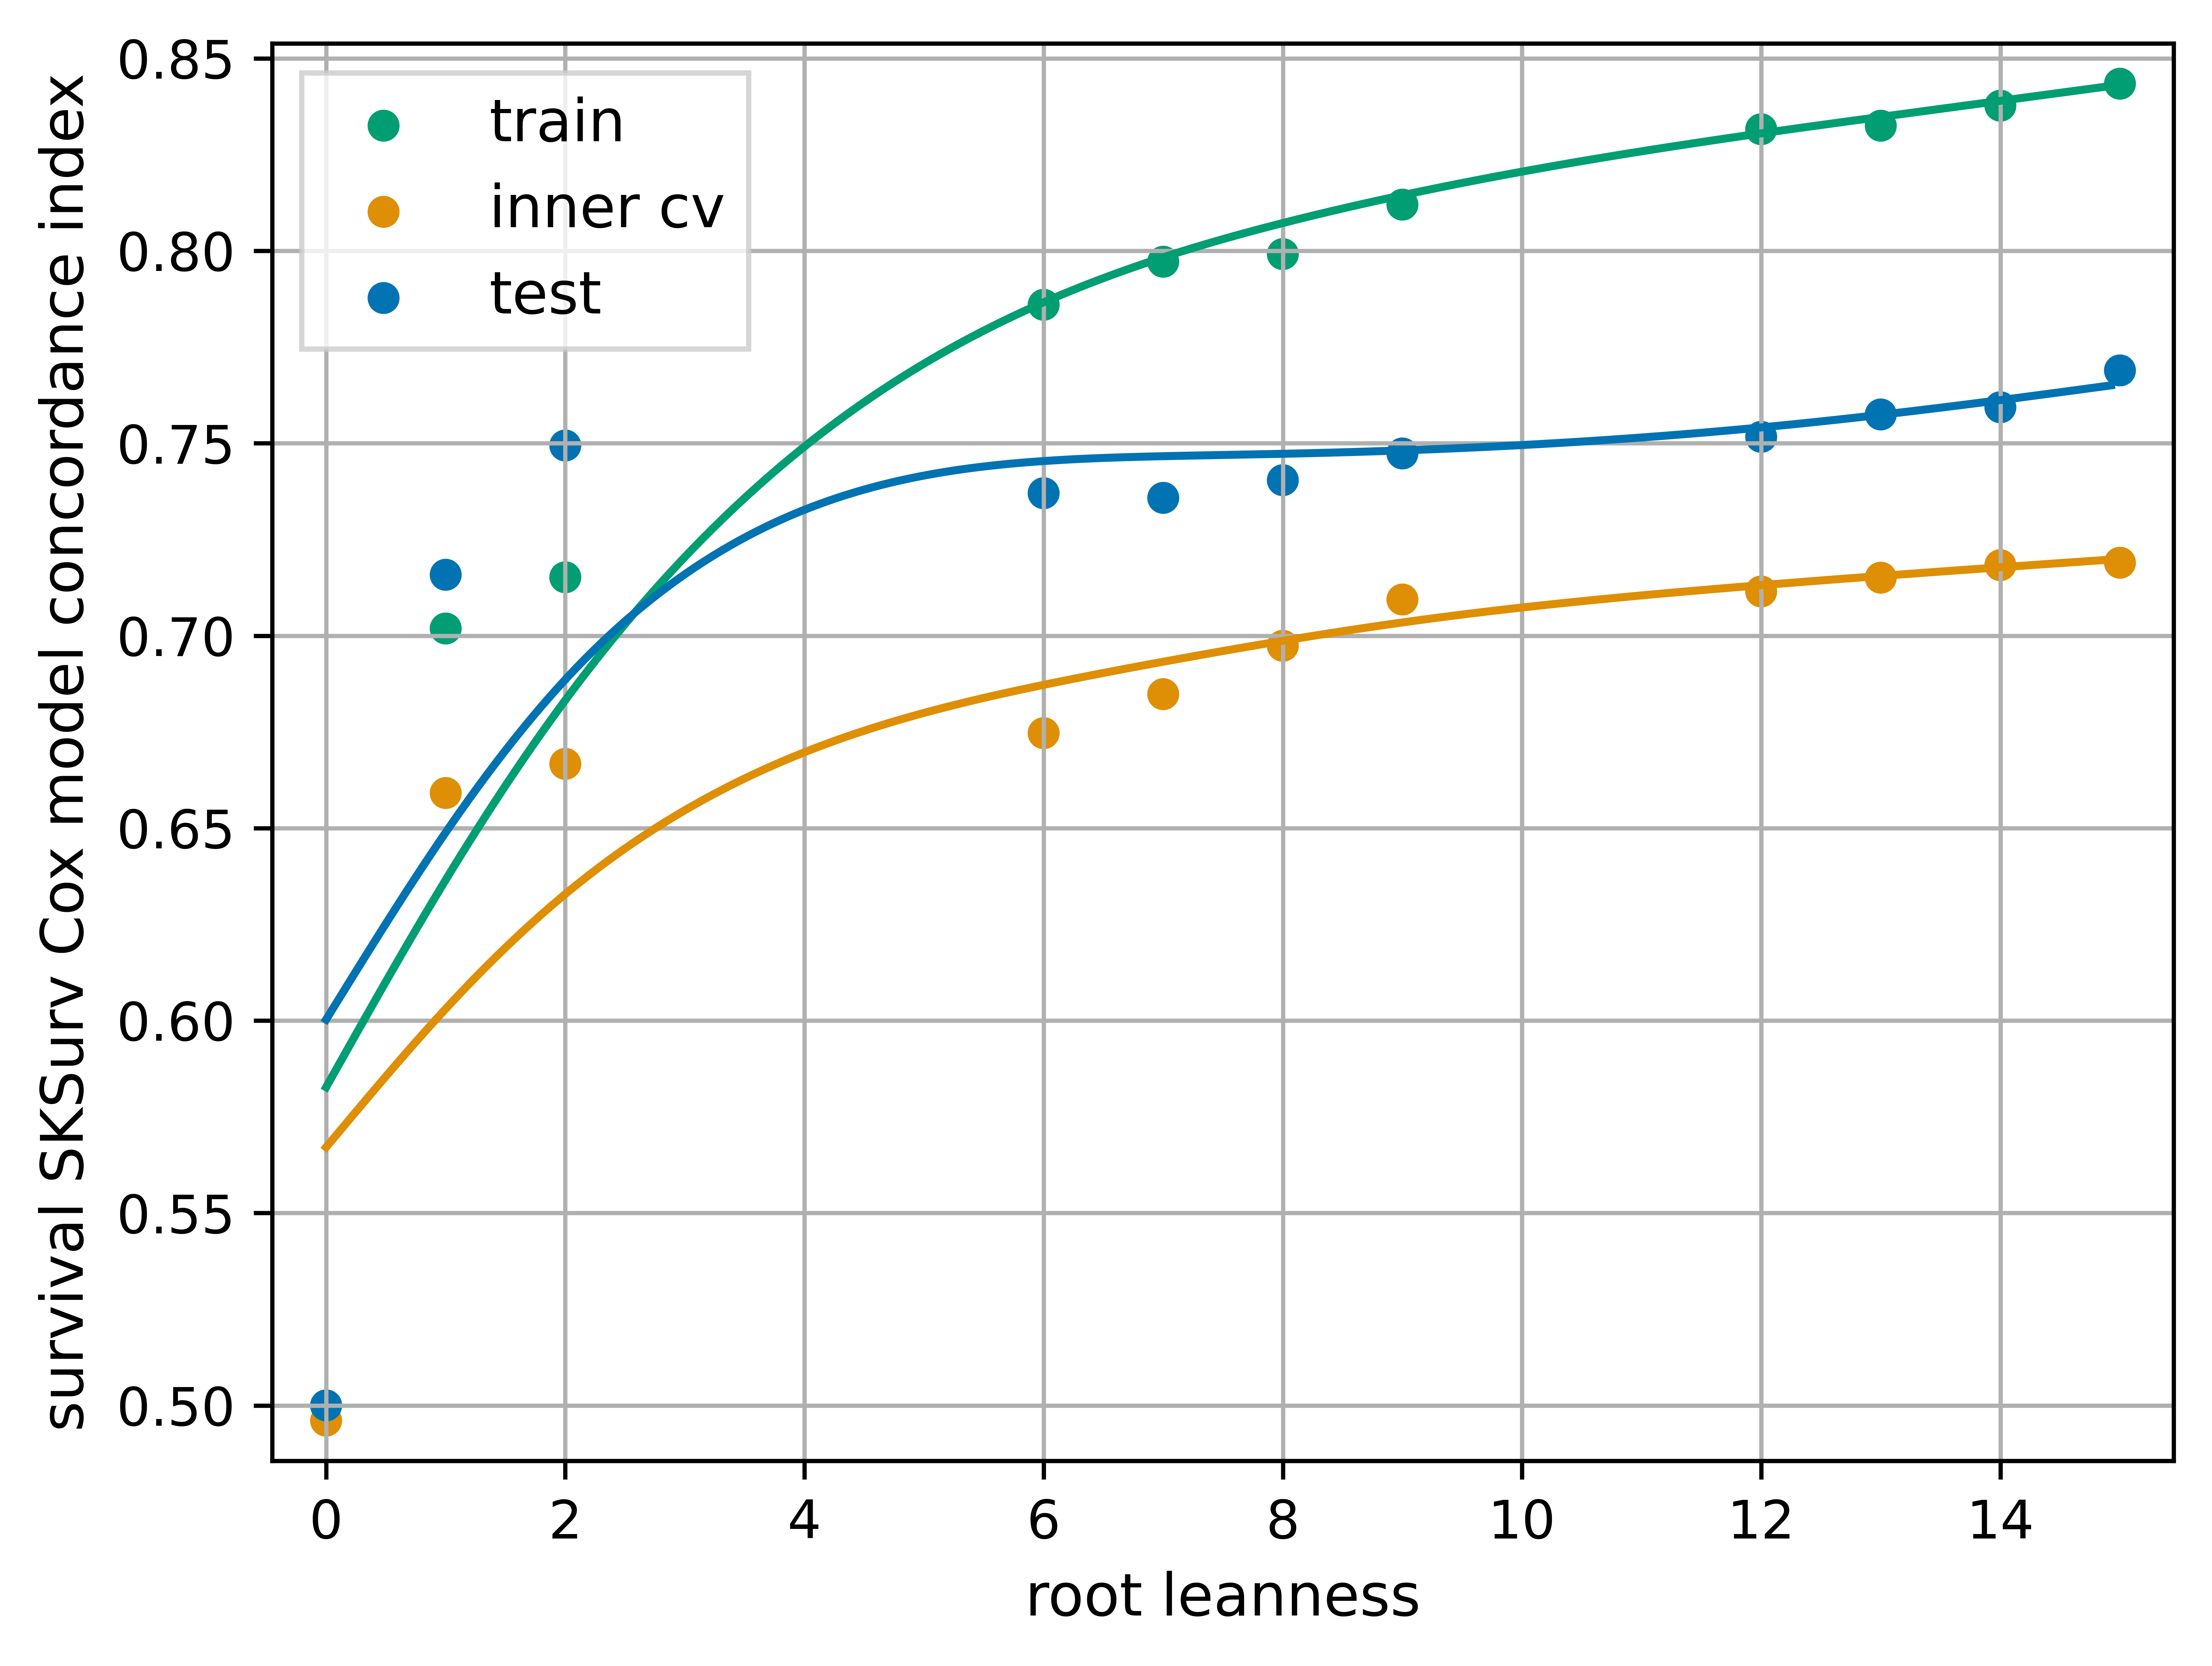 survival SKSurv Cox model concordance index
0.85
0.80
0.75
0.70
0.65
0.60
0.55
0.50
train
inner cv
test
0 2 4 6 8 10 12 14
root leanness